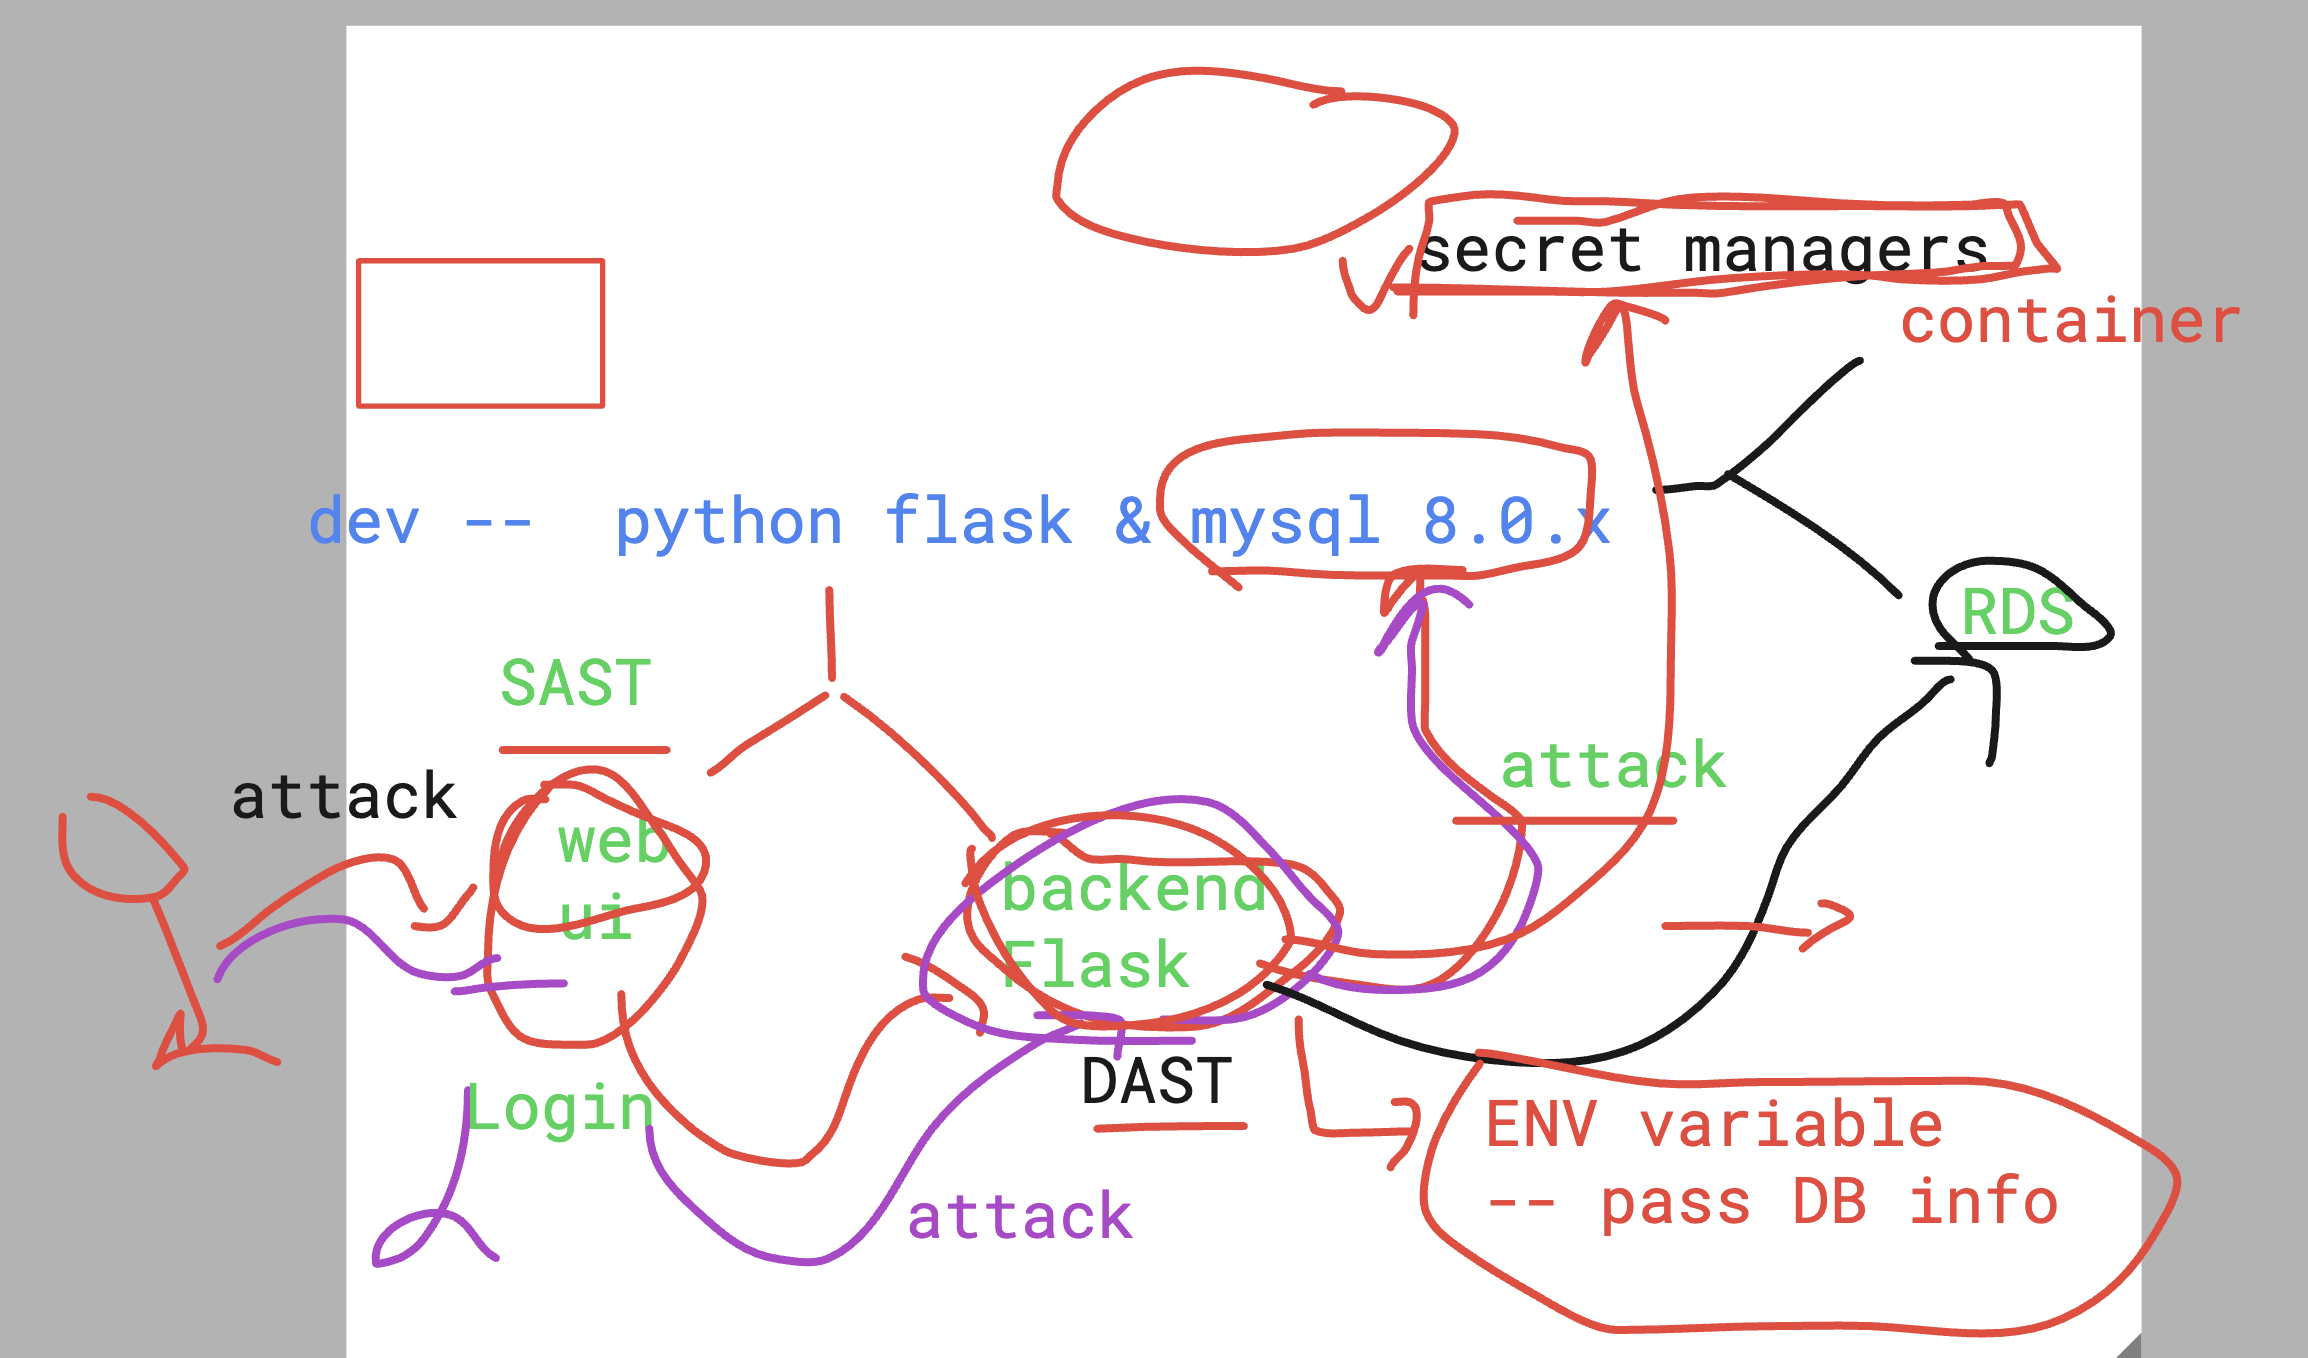 secret managers
container
dev --  python flask & mysql 8.0.x
RDS
SAST
attack
attack
web
ui
backend
Flask
DAST
Login
ENV variable
-- pass DB info
attack